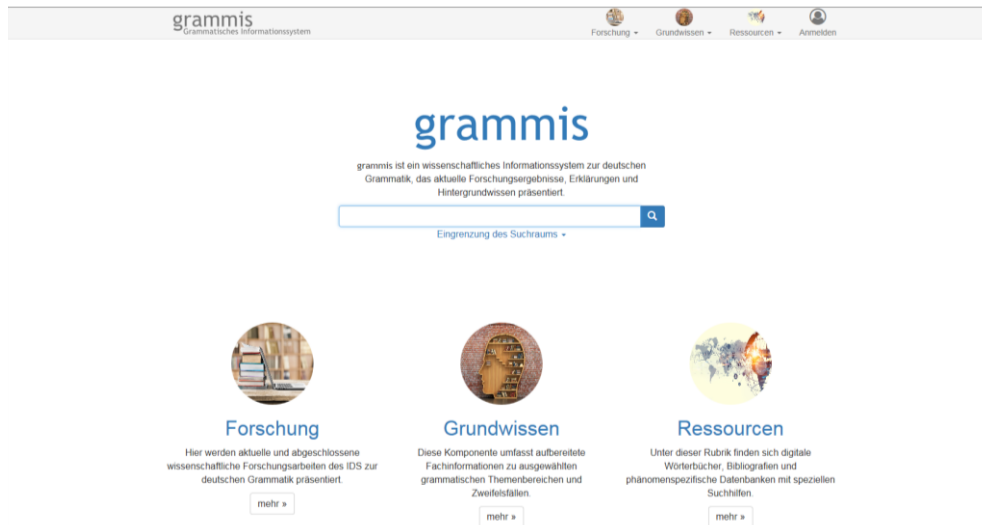 grammis
Grammatisches Informationssystem
Forschung
Grundwissen
Ressourcen
Anmelden
grammis
grammis ist ein wissenschaftliches Informationssystem zur deutschen
Grammatik, das aktuelle Forschungsergebnisse, Erklärungen und
Hintergrundwissen präsentiert.
Eingrenzung des Suchraums
Forschung
Hier werden aktuelle und abgeschlossene
wissenschaftliche Forschungsarbeiten des IDS zur
deutschen Grammatik präsentiert.
mehr »
Grundwissen
Diese Komponente umfasst aufbereitete
Fachinformationen zu ausgewählten
grammatischen Themenbereichen und
Zweifelsfällen.
mehr »
Ressourcen
Unter dieser Rubrik finden sich digitale
Wörterbücher, Bibliografien und
phänomenspezifische Datenbanken mit speziellen
Suchhilfen.
mehr »